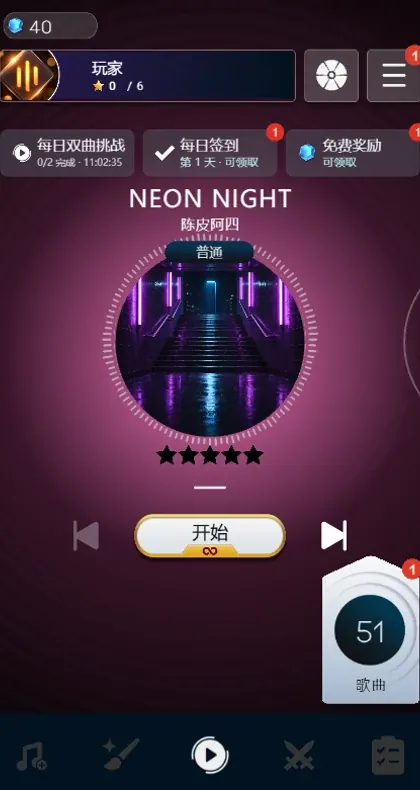 40
玩家
0 / 6
1
每日双曲挑战
0/2 完成 · 11:02:35
每日签到
第 1 天 · 可领取
1
免费奖励
可领取
1
NEON NIGHT
陈皮阿四
普通
开始
∞
1
51
歌曲